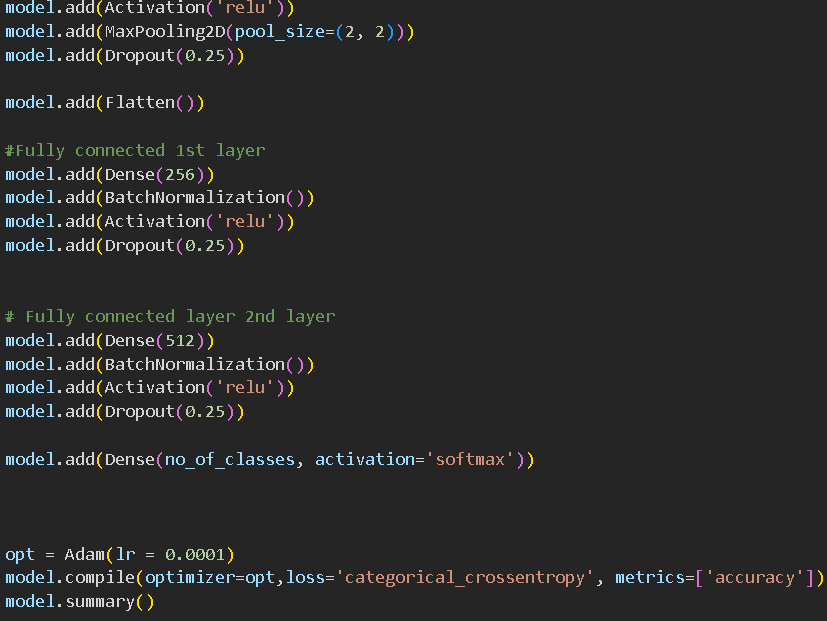 model.add(Activation('relu'))
model.add(MaxPooling2D(pool_size=(2, 2)))
model.add(Dropout(0.25))
model.add(Flatten())
#Fully connected 1st layer
model.add(Dense(256))
model.add(BatchNormalization())
model.add(Activation('relu'))
model.add(Dropout(0.25))
# Fully connected layer 2nd layer
model.add(Dense(512))
model.add(BatchNormalization())
model.add(Activation('relu'))
model.add(Dropout(0.25))
model.add(Dense(no_of_classes, activation='softmax'))
opt = Adam(lr = 0.0001)
model.compile(optimizer=opt,loss='categorical_crossentropy', metrics=['accuracy'])
model.summary()